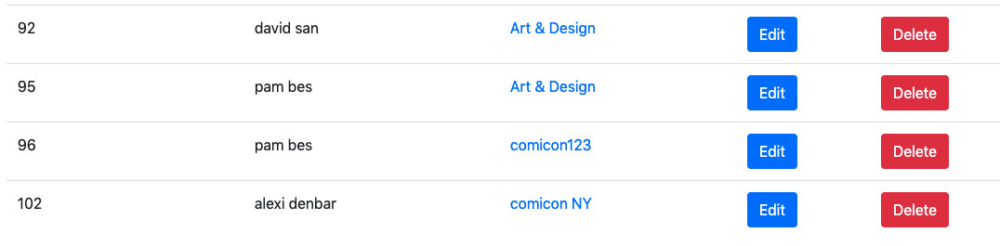 92 david san Art & Design Edit Delete
95 pam bes Art & Design Edit Delete
96 pam bes comicon123 Edit Delete
102 alexi denbar comicon NY Edit Delete